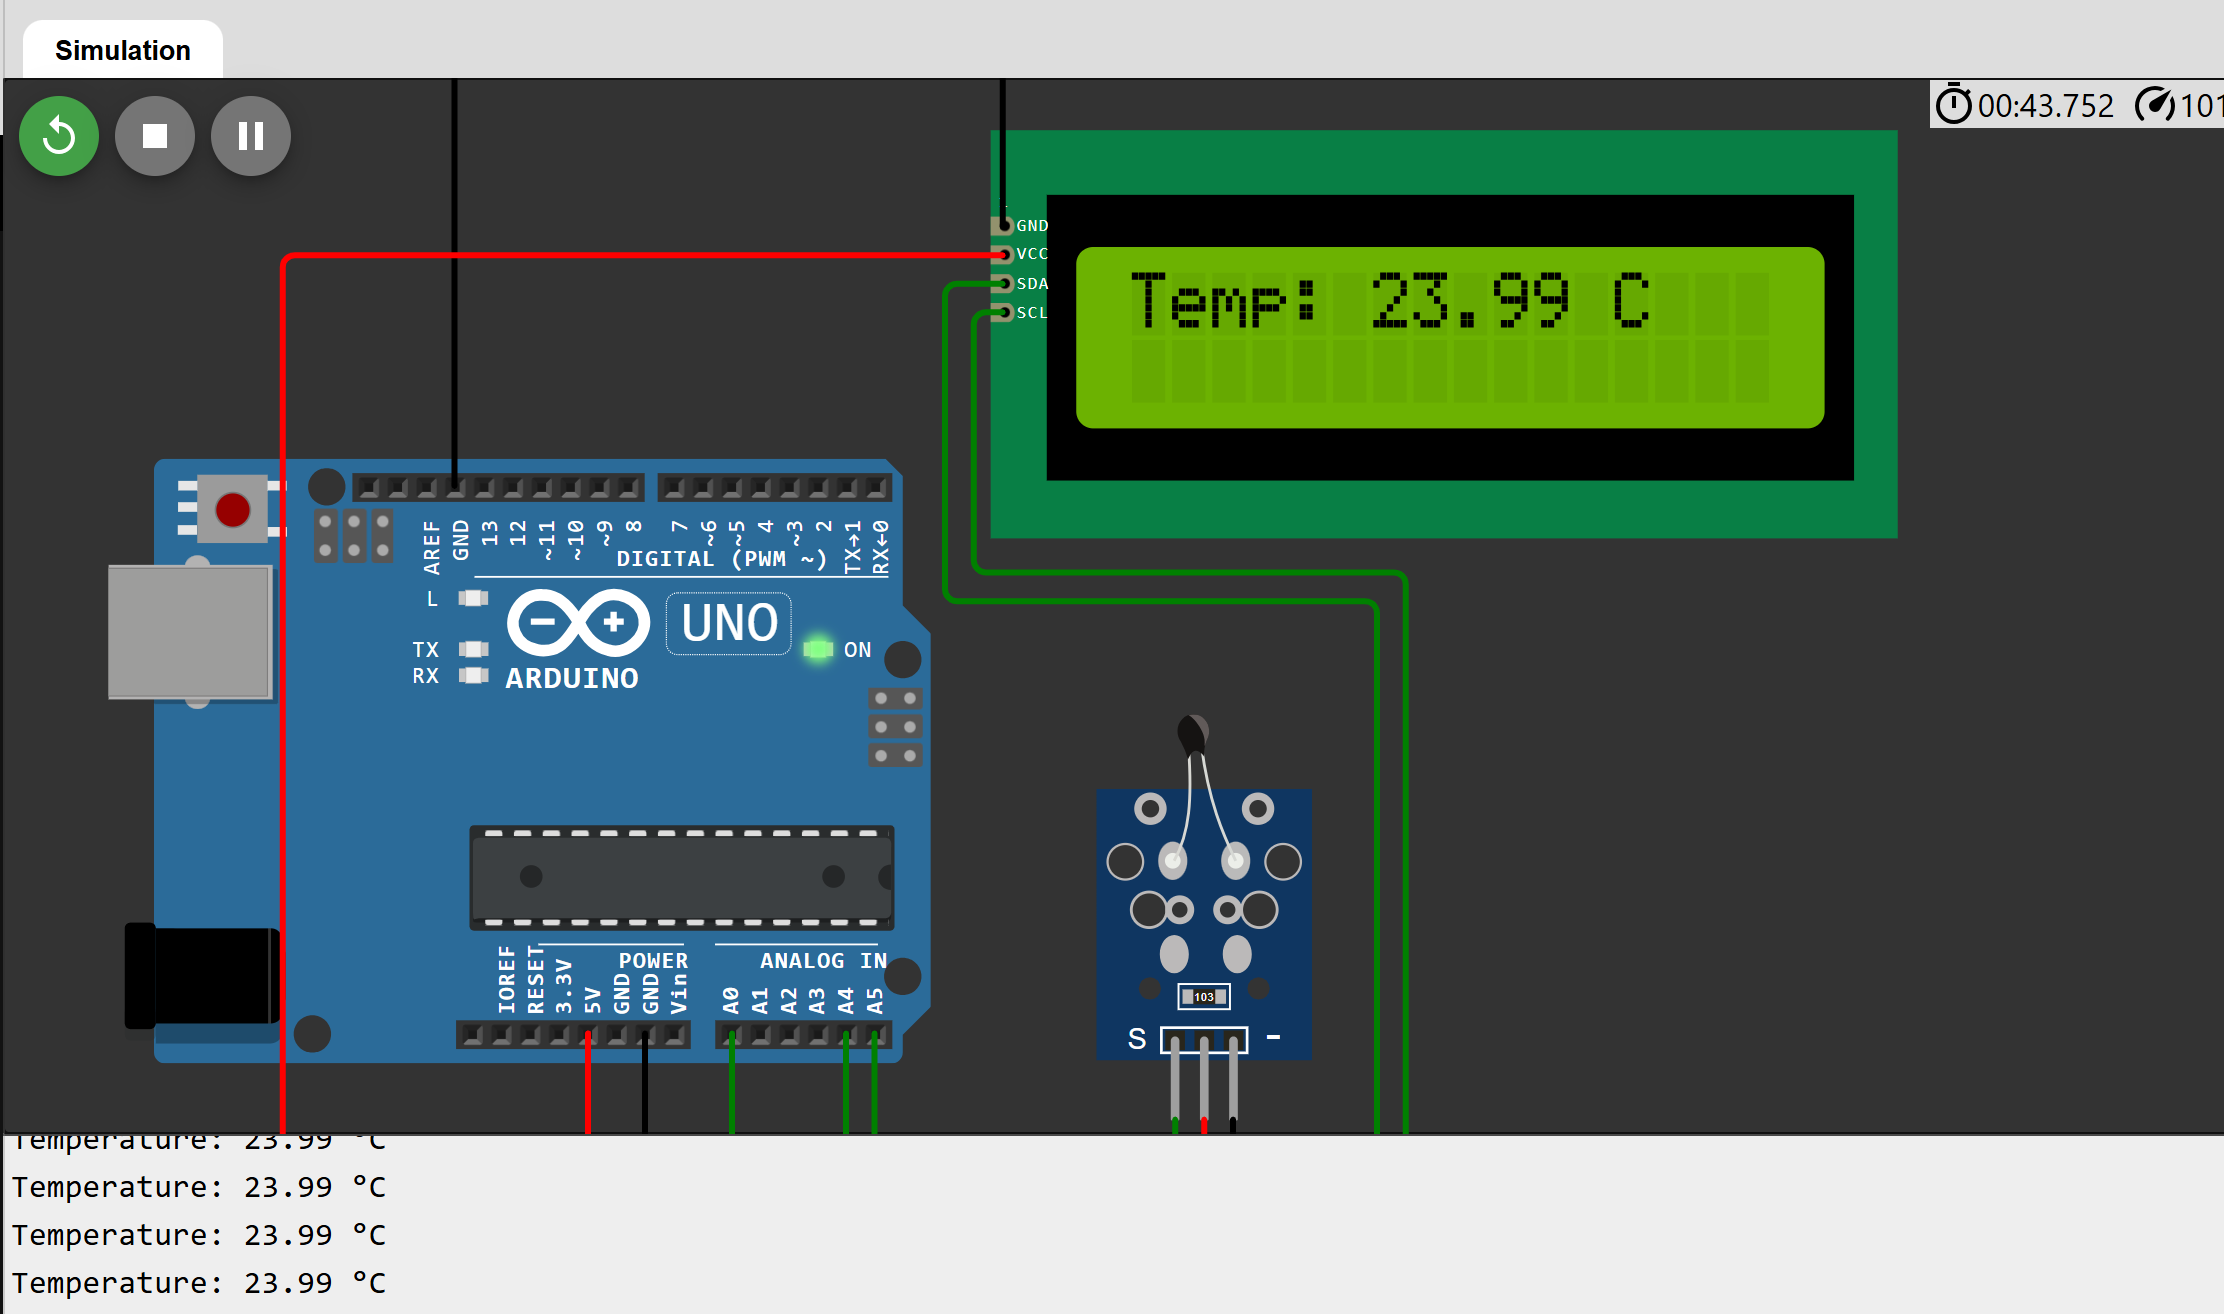 Simulation
00:43.752
101
GND
VCC
SDA
SCL
Temp: 23.99 C
AREF
GND
13
12
~11
~10
~9
8
7
~6
~5
4
~3
2
TX→1
RX←0
DIGITAL (PWM ~)
L
TX
RX
UNO
ON
ARDUINO
IOREF
RESET
3.3V
5V
GND
GND
Vin
POWER
ANALOG IN
A0
A1
A2
A3
A4
A5
103
S
-
Temperature: 23.99 °C
Temperature: 23.99 °C
Temperature: 23.99 °C
Temperature: 23.99 °C